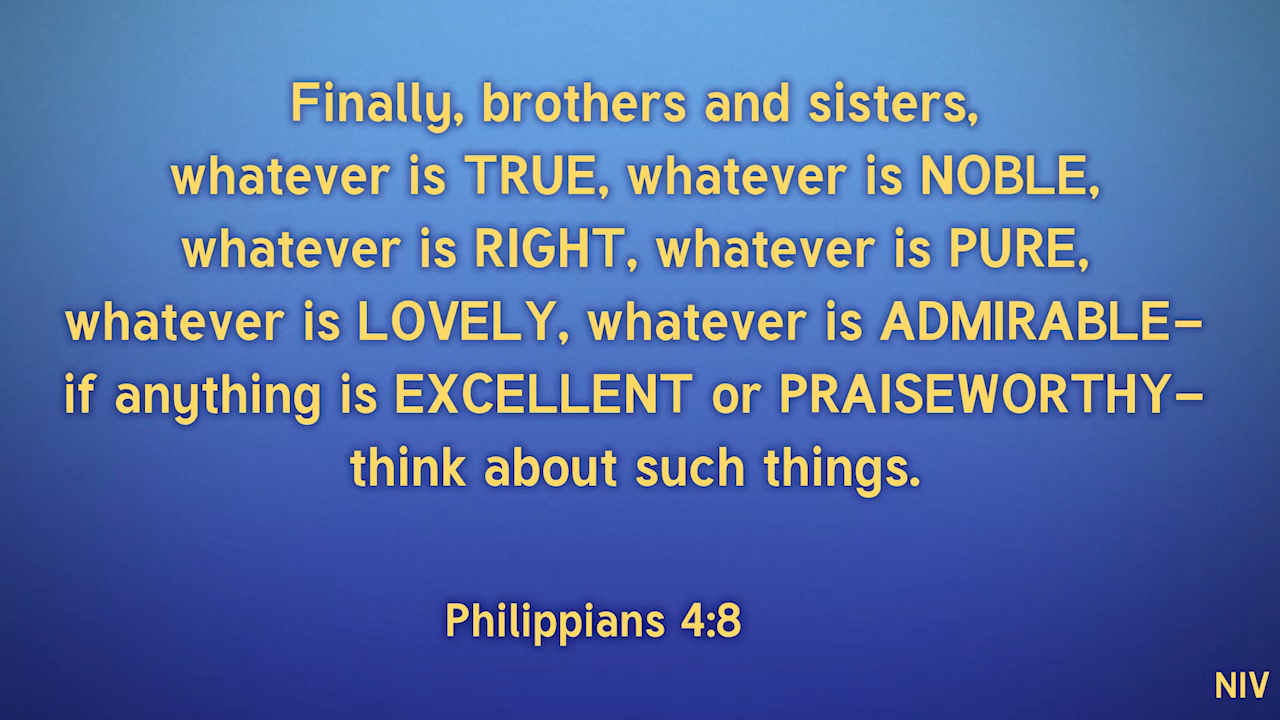 Finally, brothers and sisters,
whatever is TRUE, whatever is NOBLE,
whatever is RIGHT, whatever is PURE,
whatever is LOVELY, whatever is ADMIRABLE–
if anything is EXCELLENT or PRAISEWORTHY–
think about such things.
Philippians 4:8
NIV